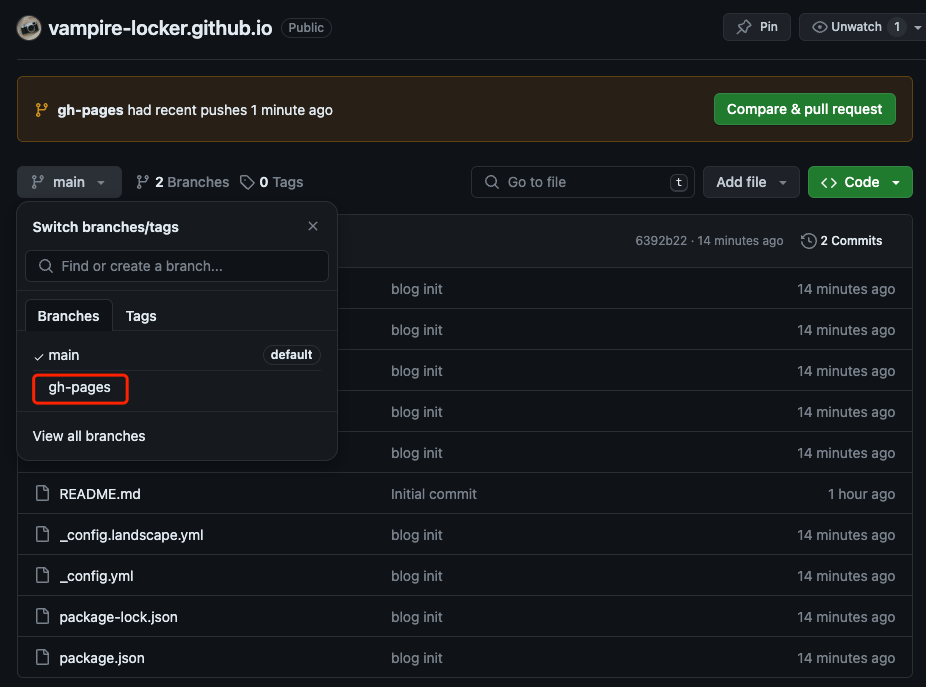 vampire-locker.github.io Public Pin Unwatch 1
gh-pages had recent pushes 1 minute ago Compare & pull request
main 2 Branches 0 Tags Go to file t Add file Code
Switch branches/tags
6392b22 · 14 minutes ago 2 Commits
Find or create a branch...
blog init 14 minutes ago
Branches Tags
blog init 14 minutes ago
main default
blog init 14 minutes ago
gh-pages
blog init 14 minutes ago
View all branches
blog init 14 minutes ago
README.md Initial commit 1 hour ago
_config.landscape.yml blog init 14 minutes ago
_config.yml blog init 14 minutes ago
package-lock.json blog init 14 minutes ago
package.json blog init 14 minutes ago